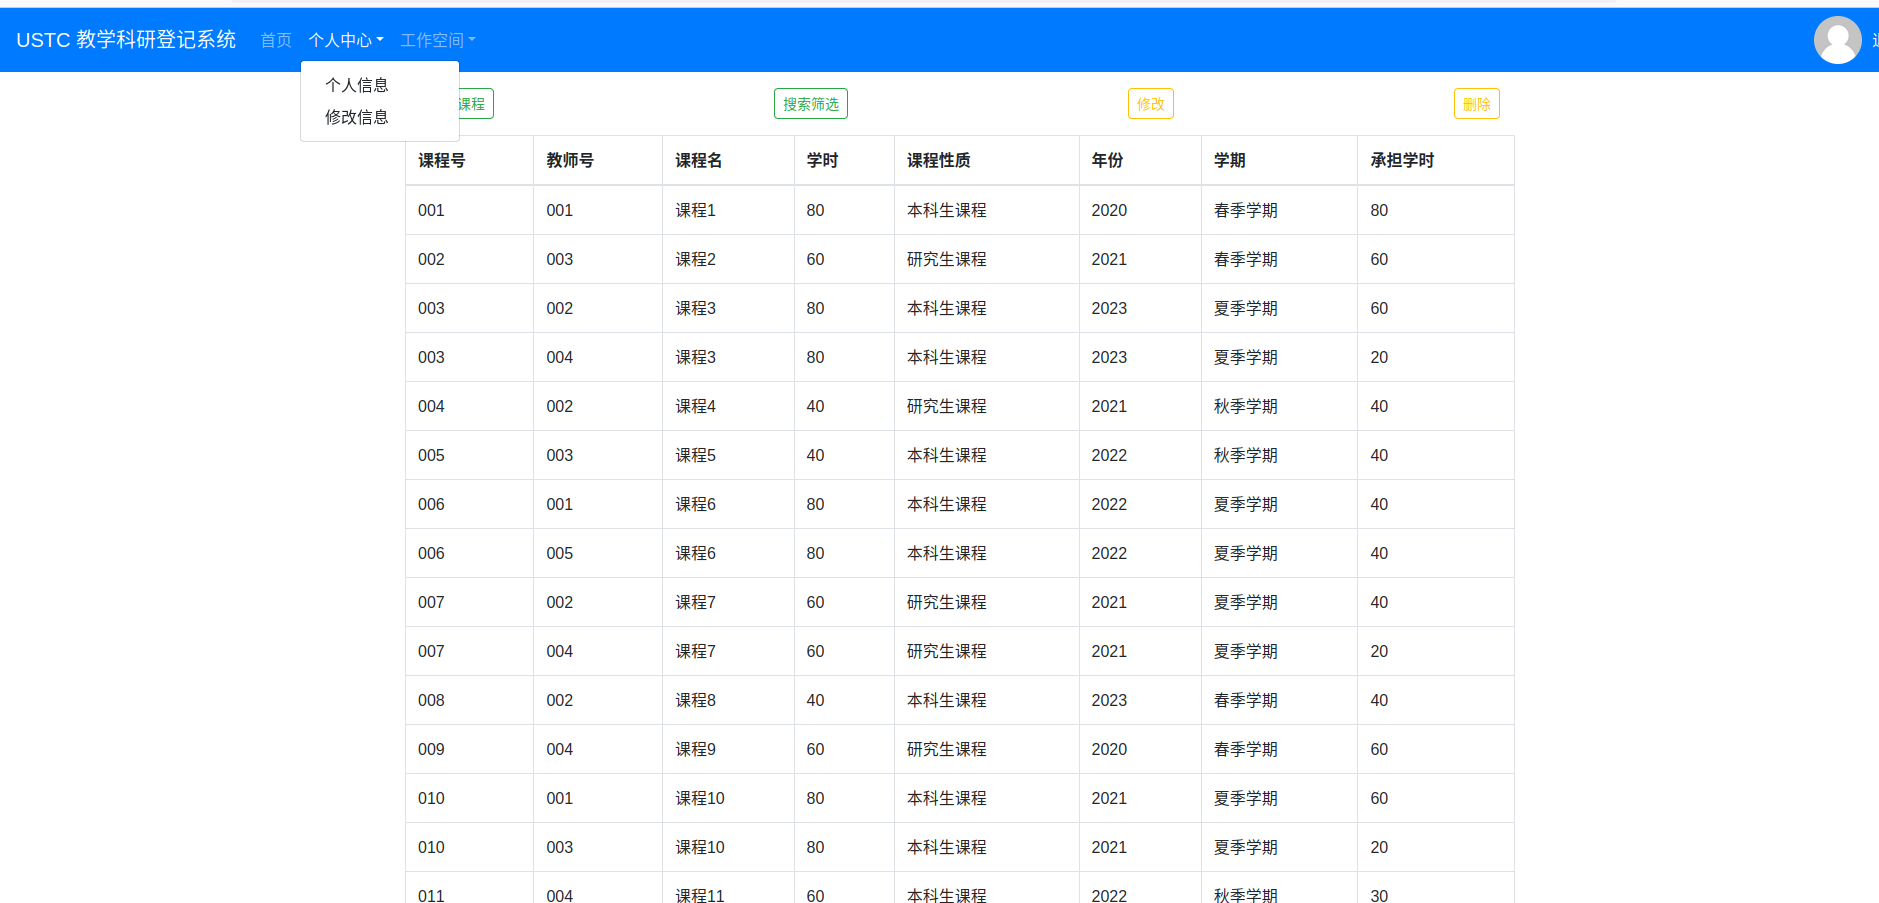 USTC 教学科研登记系统 首页 个人中心 工作空间
个人信息
修改信息
课程 搜索筛选 修改 删除
课程号 教师号 课程名 学时 课程性质 年份 学期 承担学时
001 001 课程1 80 本科生课程 2020 春季学期 80
002 003 课程2 60 研究生课程 2021 春季学期 60
003 002 课程3 80 本科生课程 2023 夏季学期 60
003 004 课程3 80 本科生课程 2023 夏季学期 20
004 002 课程4 40 研究生课程 2021 秋季学期 40
005 003 课程5 40 本科生课程 2022 秋季学期 40
006 001 课程6 80 本科生课程 2022 夏季学期 40
006 005 课程6 80 本科生课程 2022 夏季学期 40
007 002 课程7 60 研究生课程 2021 夏季学期 40
007 004 课程7 60 研究生课程 2021 夏季学期 20
008 002 课程8 40 本科生课程 2023 春季学期 40
009 004 课程9 60 研究生课程 2020 春季学期 60
010 001 课程10 80 本科生课程 2021 夏季学期 60
010 003 课程10 80 本科生课程 2021 夏季学期 20
011 004 课程11 60 本科生课程 2022 秋季学期 30